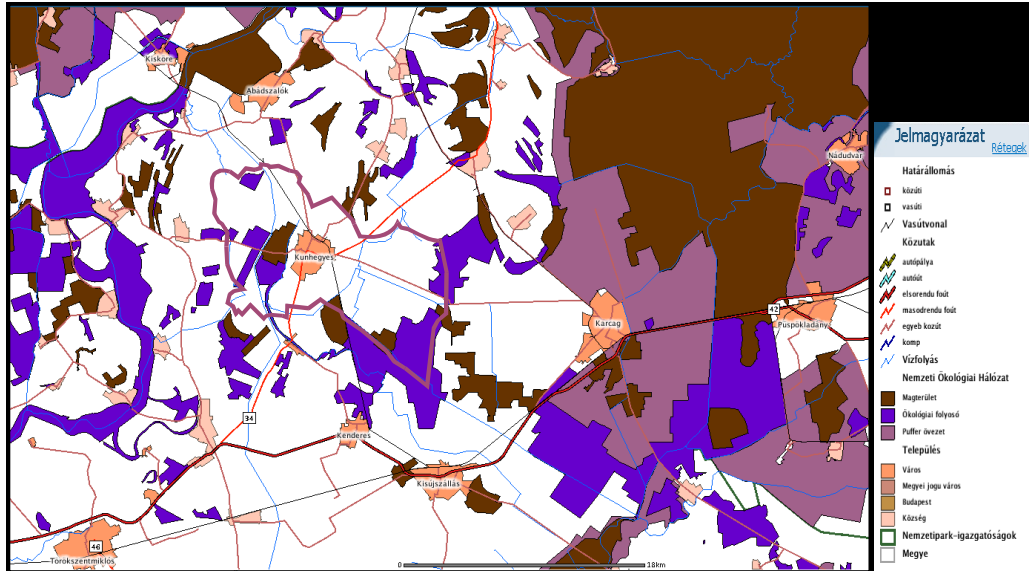 Kisköre
Abádszalók
Nádudvar
Kunhegyes
Karcag
42
Püspökladány
34
Kenderes
Kisújszállás
46
Törökszentmiklós
0
18km
Jelmagyarázat
Rétegek
Határállomás
közúti
vasúti
Vasútvonal
Közutak
autópálya
autóút
elsorendu foút
masodrendu foút
egyéb kozút
komp
Vízfolyás
Nemzeti Ökológiai Hálózat
Magterület
Ökológiai folyosó
Puffer övezet
Település
Város
Megyei jogu város
Budapest
Község
Nemzetipark-igazgatóságok
Megye